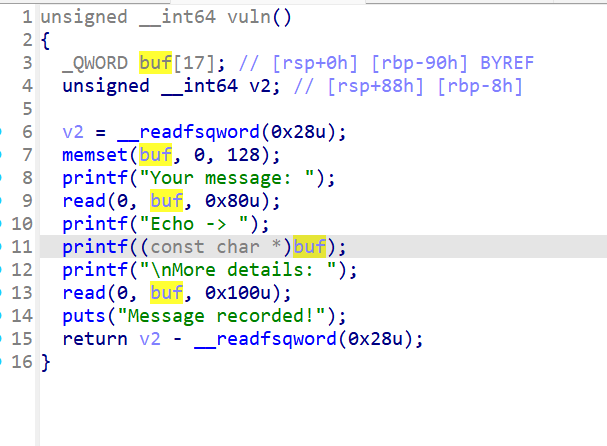 1 unsigned __int64 vuln()
2 {
3   _QWORD buf[17]; // [rsp+0h] [rbp-90h] BYREF
4   unsigned __int64 v2; // [rsp+88h] [rbp-8h]
5
6   v2 = __readfsqword(0x28u);
7   memset(buf, 0, 128);
8   printf("Your message: ");
9   read(0, buf, 0x80u);
10   printf("Echo -> ");
11   printf((const char *)buf);
12   printf("\nMore details: ");
13   read(0, buf, 0x100u);
14   puts("Message recorded!");
15   return v2 - __readfsqword(0x28u);
16 }